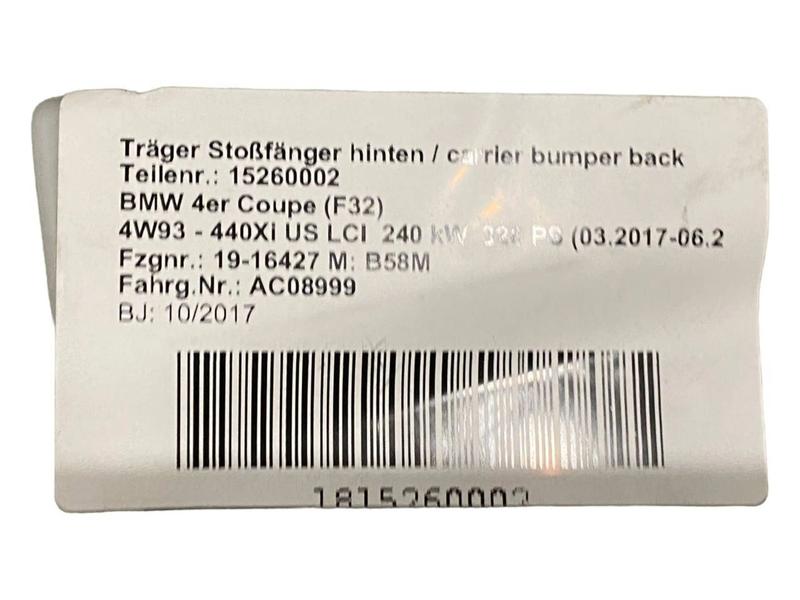 Träger Stoßfänger hinten / carrier bumper back
Teilenr.: 15260002
BMW 4er Coupe (F32)
4W93 - 440Xi US LCI 240 kW 326 PS (03.2017-06.2
Fzgnr.: 19-16427 M: B58M
Fahrg.Nr.: AC08999
BJ: 10/2017
1815260002